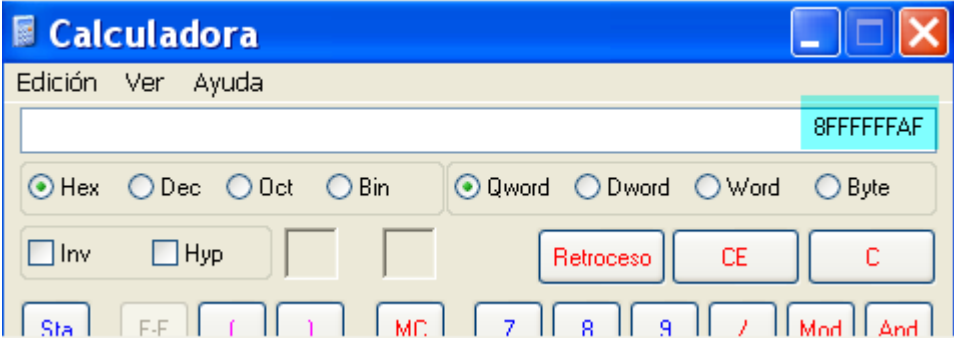 Calculadora
Edición Ver Ayuda
8FFFFFFAF
Hex Dec Oct Bin Qword Dword Word Byte
Inv Hyp Retroceso CE C
Sta F-E ( ) MC 7 8 9 / Mod And